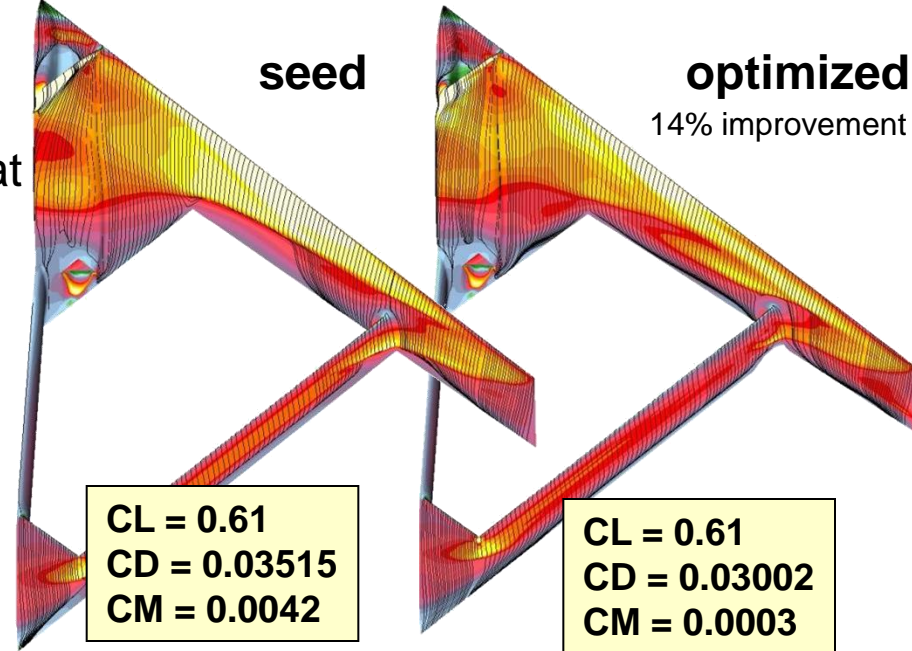 seed
optimized
14% improvement
at
CL = 0.61
CD = 0.03515
CM = 0.0042
CL = 0.61
CD = 0.03002
CM = 0.0003